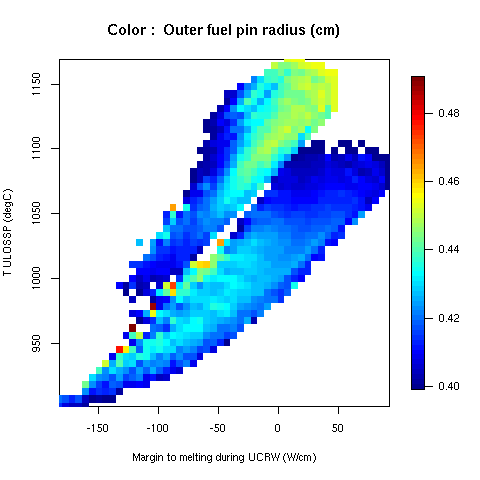 Color : Outer fuel pin radius (cm)
T ULOSSP (degC)
1150
1100
1050
1000
950
-150 -100 -50 0 50
Margin to melting during UCRW (W/cm)
0.48
0.46
0.44
0.42
0.40